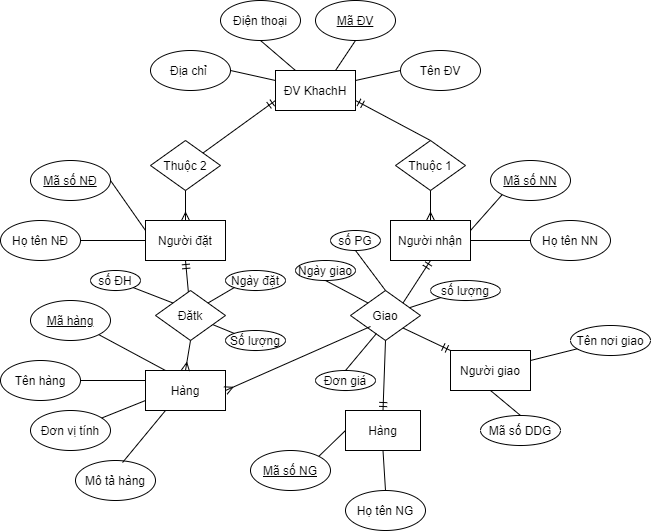 Điện thoại
Mã ĐV
Địa chỉ
ĐV KhachH
Tên ĐV
Thuộc 2
Thuộc 1
Mã số NĐ
Mã số NN
Họ tên NĐ
Người đặt
Người nhận
Họ tên NN
số PG
số ĐH
Ngày đặt
Ngày giao
số lượng
Đătk
Giao
Mã hàng
Số lượng
Tên nơi giao
Tên hàng
Hàng
Đơn giá
Người giao
Đơn vị tính
Hàng
Mã số DDG
Mô tả hàng
Mã số NG
Họ tên NG